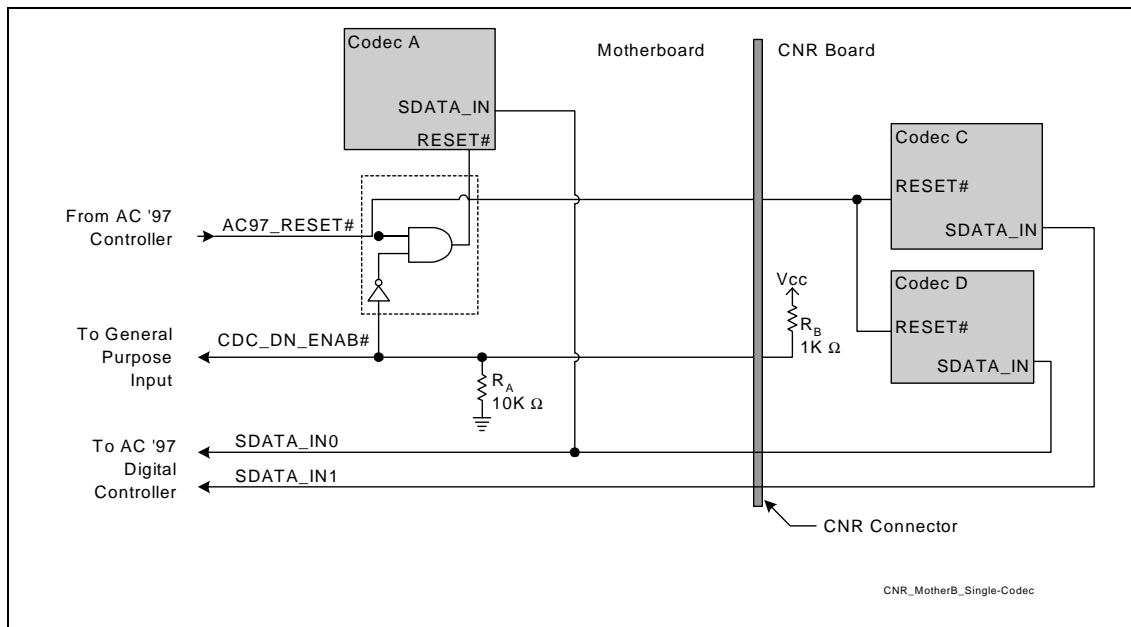 Codec A
SDATA_IN
RESET#
Motherboard
CNR Board
Codec C
RESET#
SDATA_IN
From AC '97
Controller
AC97_RESET#
Codec D
RESET#
SDATA_IN
Vcc
RB
1K Ω
To General
Purpose
Input
CDC_DN_ENAB#
RA
10K Ω
To AC '97
Digital
Controller
SDATA_IN0
SDATA_IN1
CNR Connector
CNR_MotherB_Single-Codec